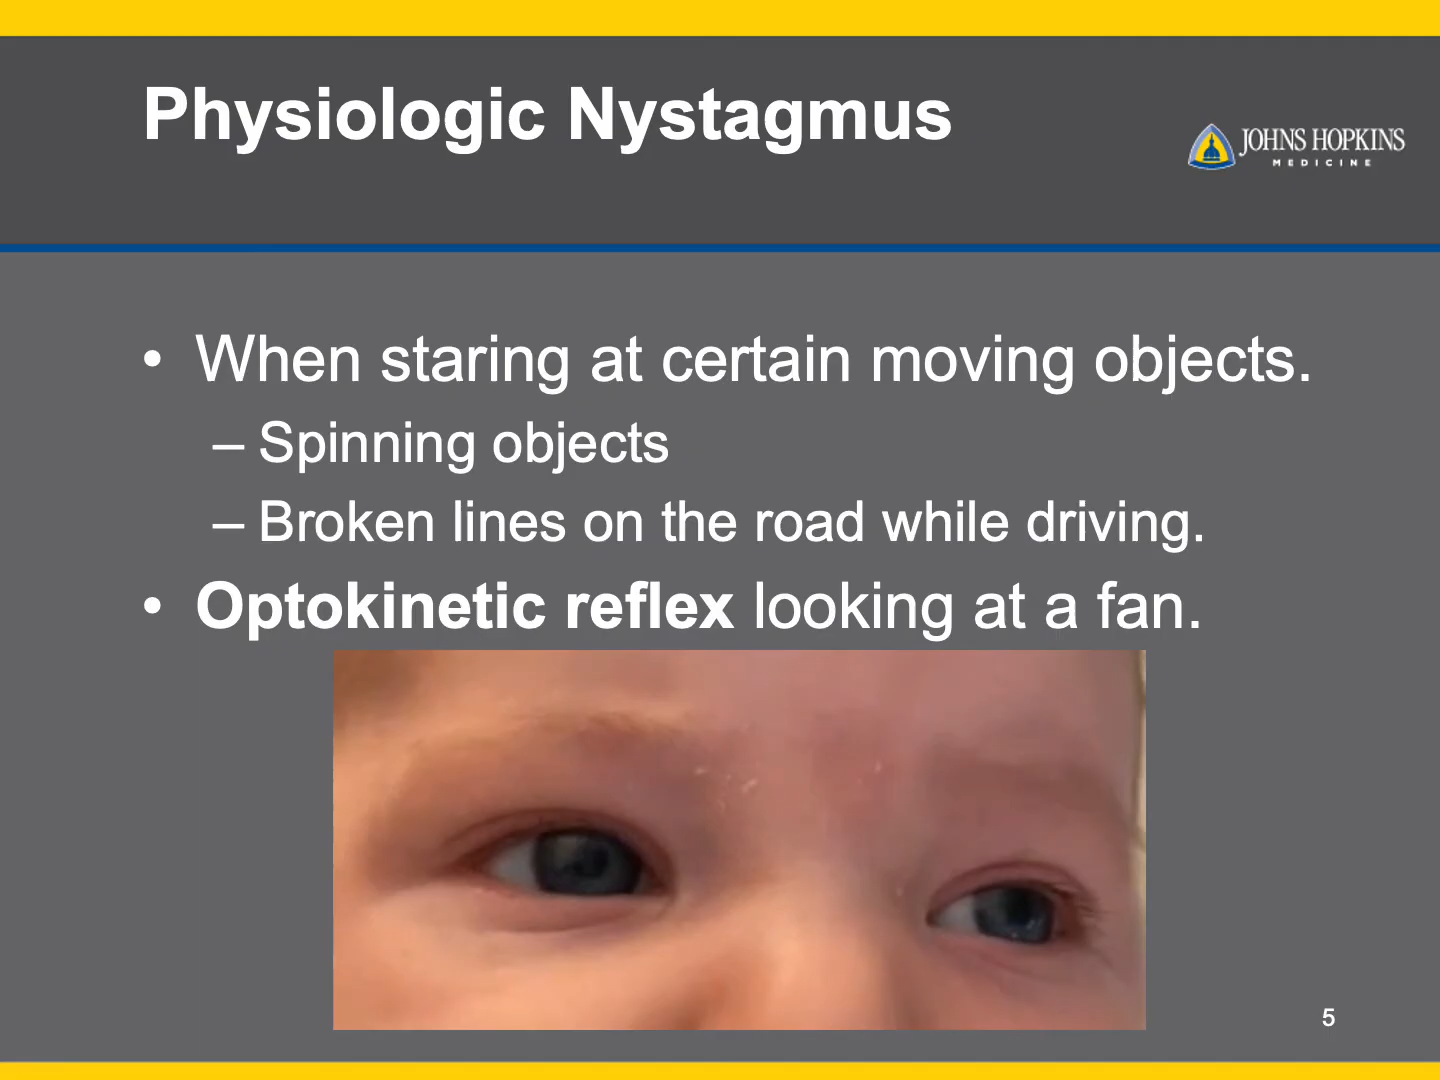 Physiologic Nystagmus
JOHNS HOPKINS
MEDICINE
• When staring at certain moving objects.
– Spinning objects
– Broken lines on the road while driving.
• Optokinetic reflex looking at a fan.
5